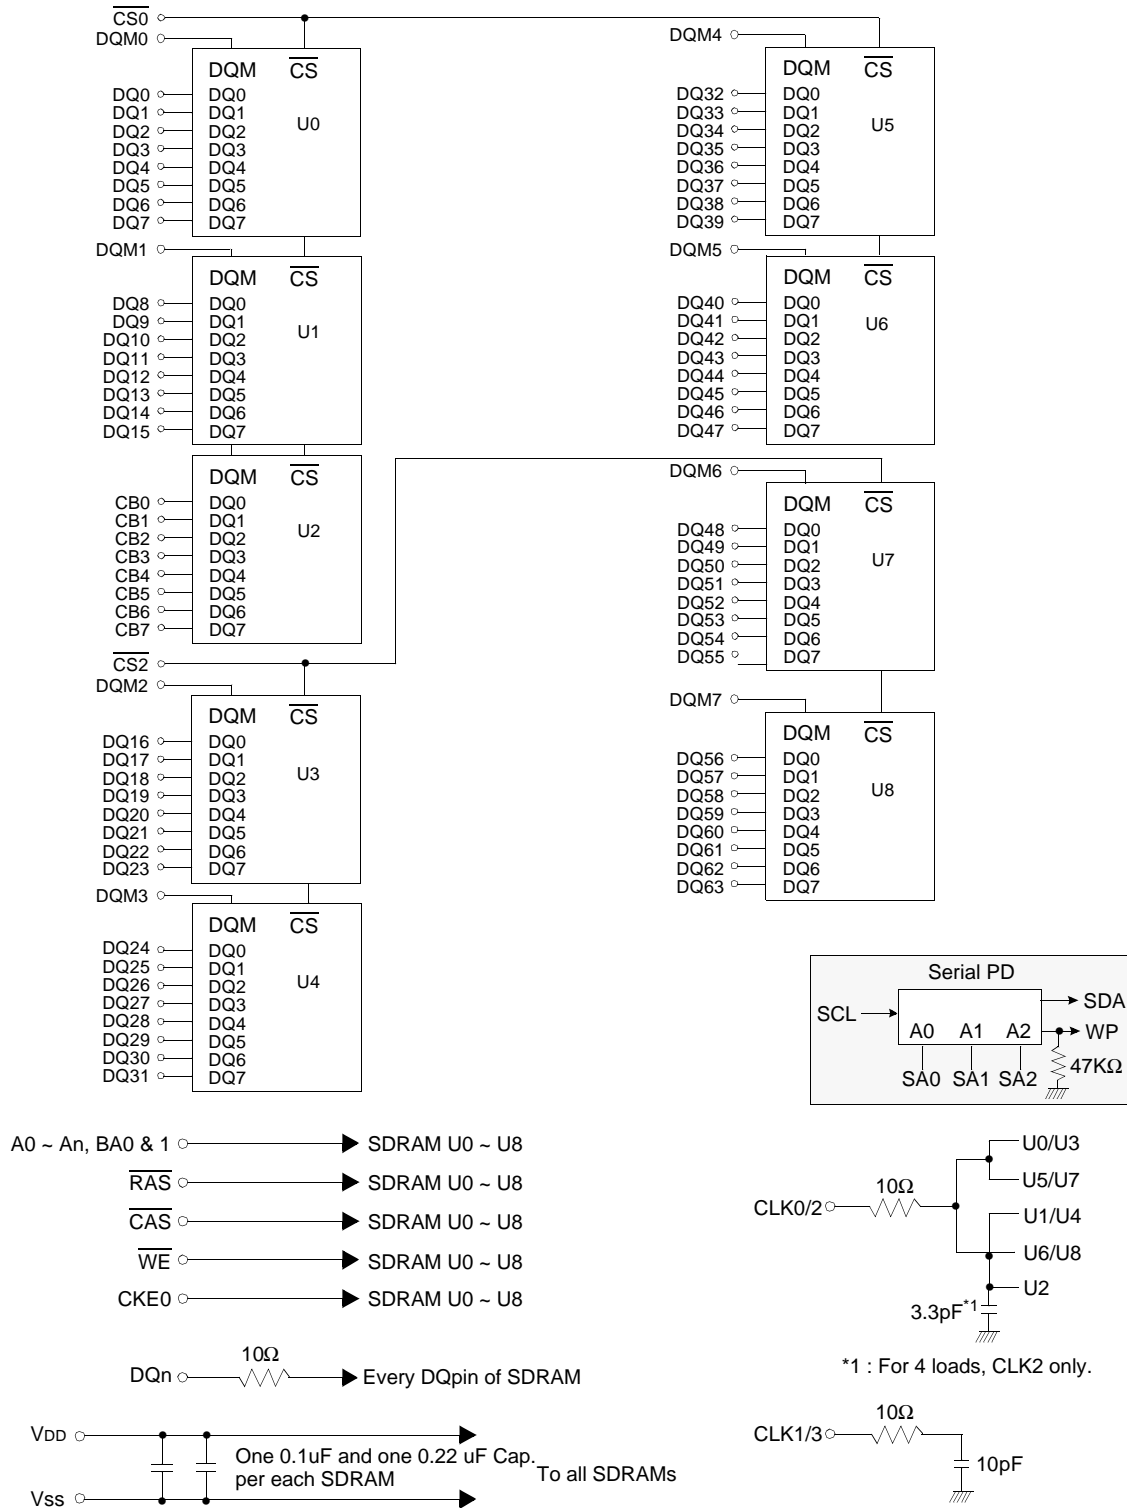 CS0
DQM0
DQM CS
DQ0 DQ0
DQ1 DQ1
DQ2 DQ2
DQ3 DQ3
DQ4 DQ4
DQ5 DQ5
DQ6 DQ6
DQ7 DQ7
U0
DQM1
DQM CS
DQ8 DQ0
DQ9 DQ1
DQ10 DQ2
DQ11 DQ3
DQ12 DQ4
DQ13 DQ5
DQ14 DQ6
DQ15 DQ7
U1
DQM CS
CB0 DQ0
CB1 DQ1
CB2 DQ2
CB3 DQ3
CB4 DQ4
CB5 DQ5
CB6 DQ6
CB7 DQ7
U2
CS2
DQM2
DQM CS
DQ16 DQ0
DQ17 DQ1
DQ18 DQ2
DQ19 DQ3
DQ20 DQ4
DQ21 DQ5
DQ22 DQ6
DQ23 DQ7
U3
DQM3
DQM CS
DQ24 DQ0
DQ25 DQ1
DQ26 DQ2
DQ27 DQ3
DQ28 DQ4
DQ29 DQ5
DQ30 DQ6
DQ31 DQ7
U4
DQM4
DQM CS
DQ32 DQ0
DQ33 DQ1
DQ34 DQ2
DQ35 DQ3
DQ36 DQ4
DQ37 DQ5
DQ38 DQ6
DQ39 DQ7
U5
DQM5
DQM CS
DQ40 DQ0
DQ41 DQ1
DQ42 DQ2
DQ43 DQ3
DQ44 DQ4
DQ45 DQ5
DQ46 DQ6
DQ47 DQ7
U6
DQM6
DQM CS
DQ48 DQ0
DQ49 DQ1
DQ50 DQ2
DQ51 DQ3
DQ52 DQ4
DQ53 DQ5
DQ54 DQ6
DQ55 DQ7
U7
DQM7
DQM CS
DQ56 DQ0
DQ57 DQ1
DQ58 DQ2
DQ59 DQ3
DQ60 DQ4
DQ61 DQ5
DQ62 DQ6
DQ63 DQ7
U8
Serial PD
SCL
SDA
A0 A1 A2
WP
47KΩ
SA0 SA1 SA2
A0 ~ An, BA0 & 1 SDRAM U0 ~ U8
RAS SDRAM U0 ~ U8
CAS SDRAM U0 ~ U8
WE SDRAM U0 ~ U8
CKE0 SDRAM U0 ~ U8
10Ω
DQn Every DQpin of SDRAM
VDD
One 0.1uF and one 0.22 uF Cap.
per each SDRAM
To all SDRAMs
Vss
U0/U3
U5/U7
10Ω
CLK0/2
U1/U4
U6/U8
U2
3.3pF*1
*1 : For 4 loads, CLK2 only.
10Ω
CLK1/3
10pF